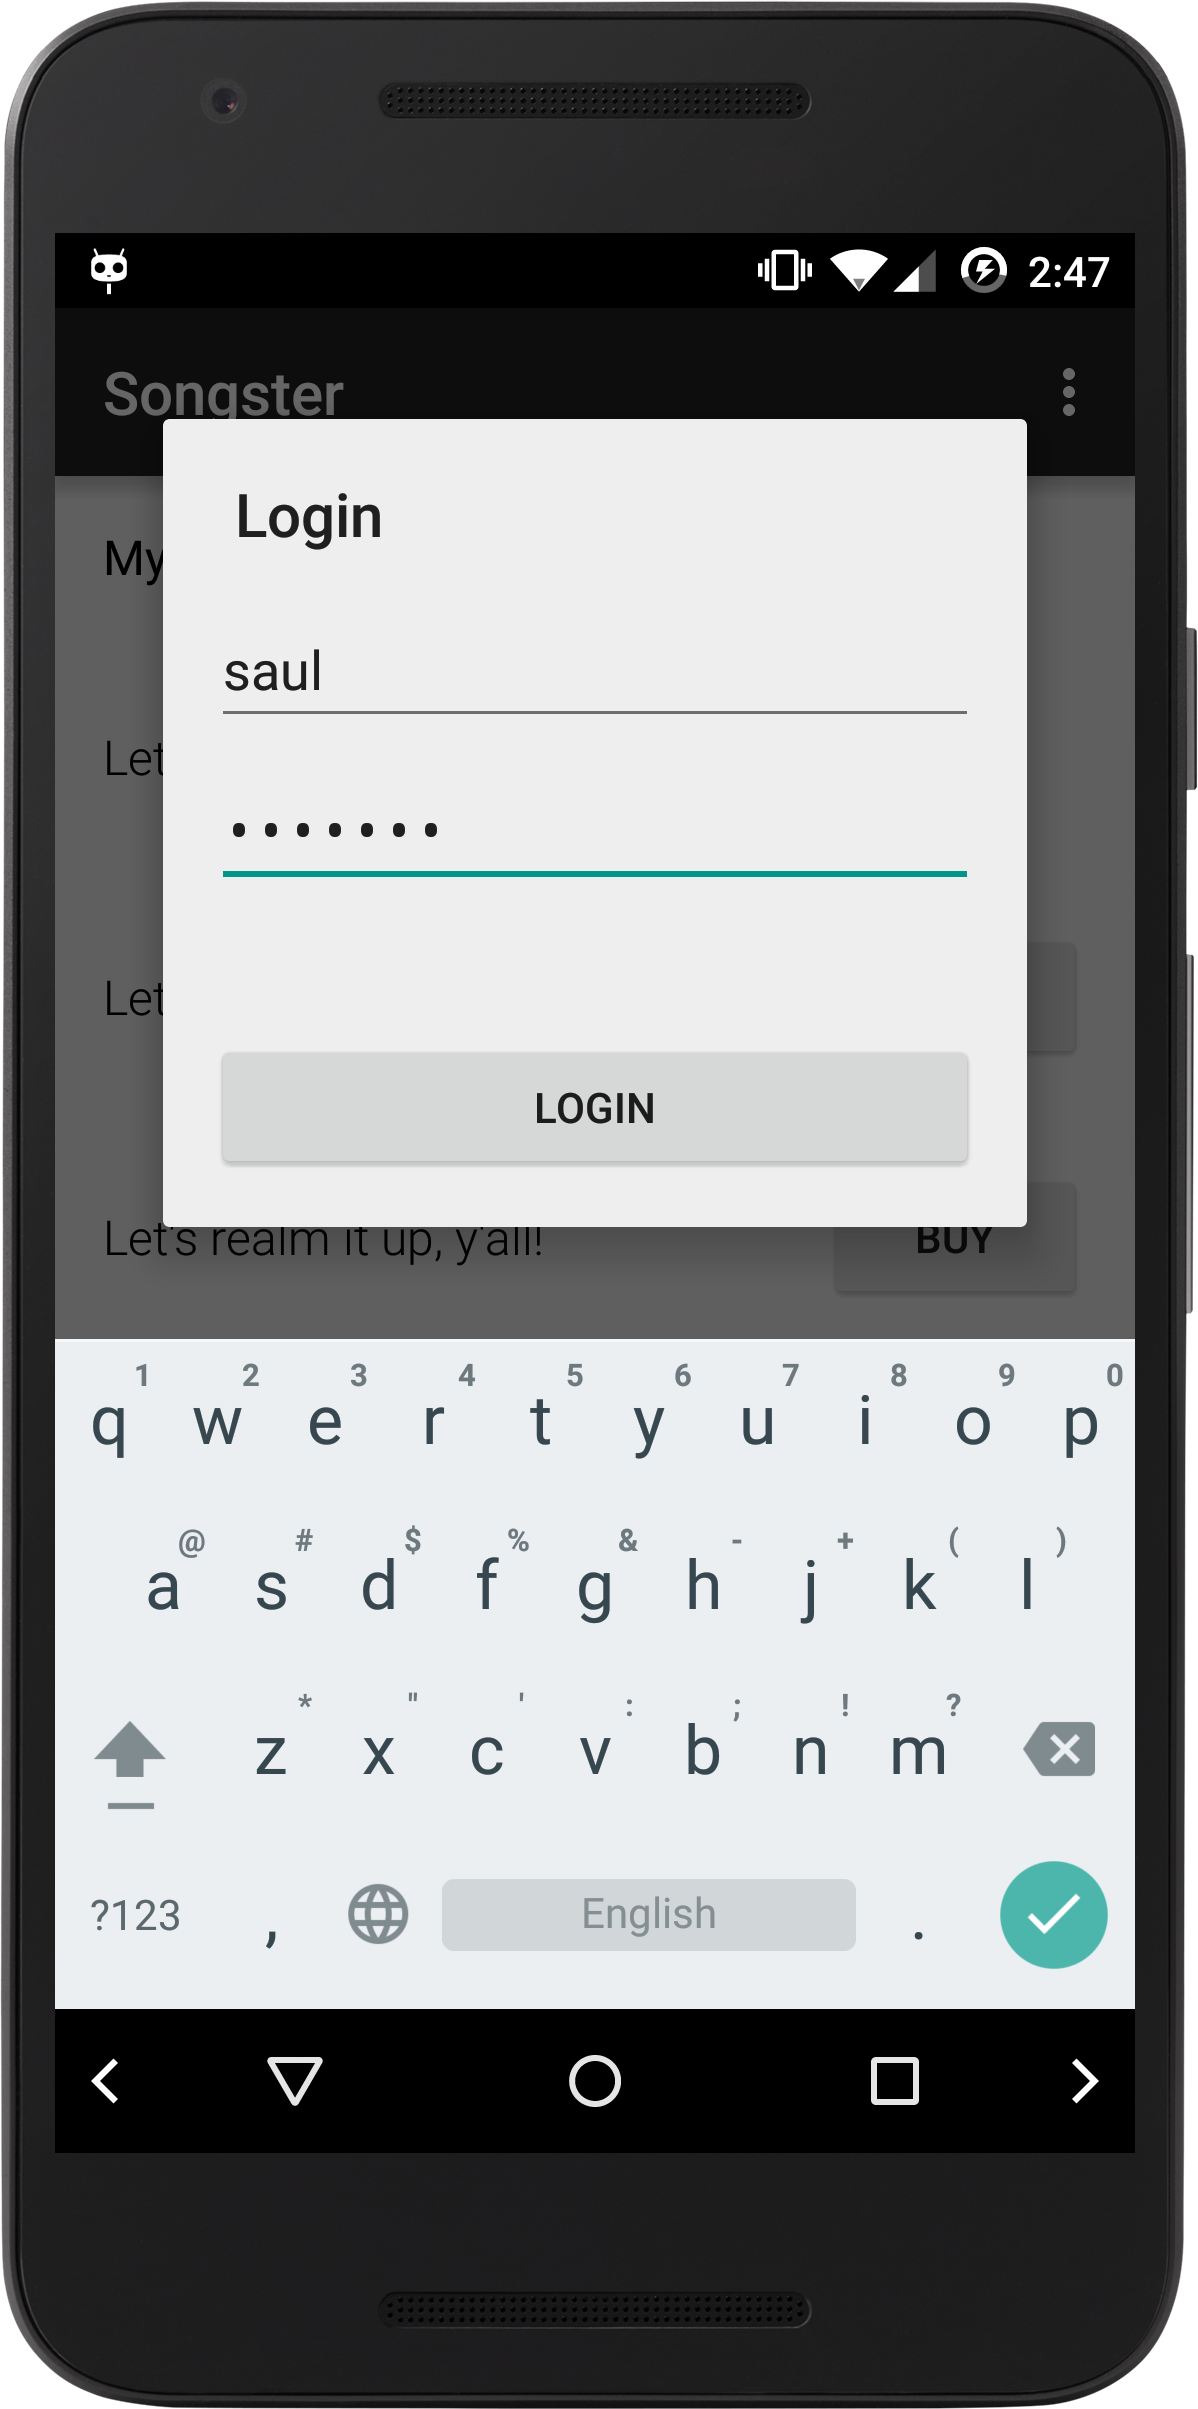 2:47
Songster
Login
My
saul
Let
•••••••
Let
LOGIN
Let's realm it up, y'all!
BUY
1 2 3 4 5 6 7 8 9 0
q w e r t y u i o p
@ # $ % & - + ( )
a s d f g h j k l
* " ' : ; ! ?
z x c v b n m
?123 , English .